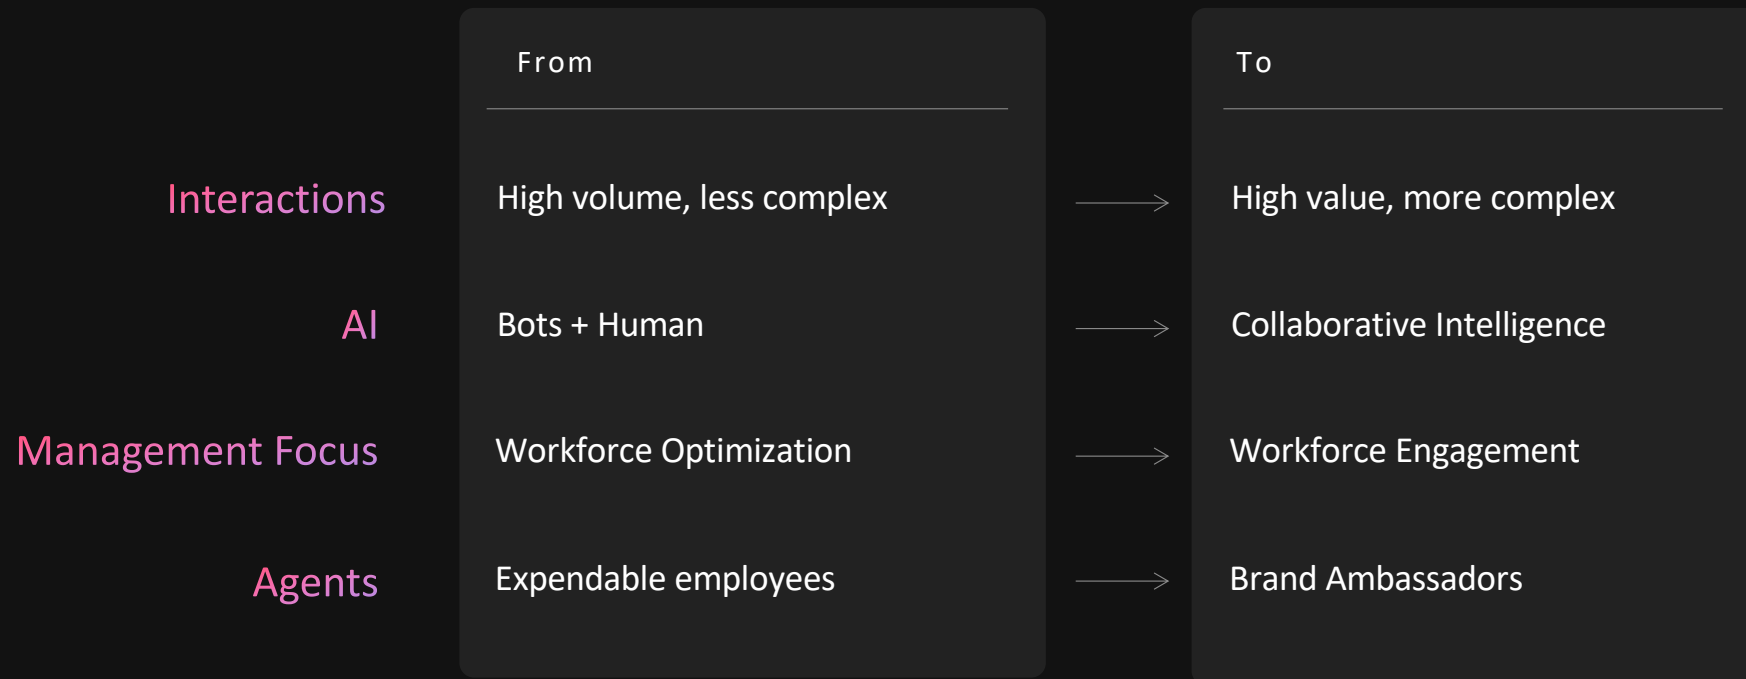 From
To
Interactions
High volume, less complex
High value, more complex
AI
Bots + Human
Collaborative Intelligence
Management Focus
Workforce Optimization
Workforce Engagement
Agents
Expendable employees
Brand Ambassadors